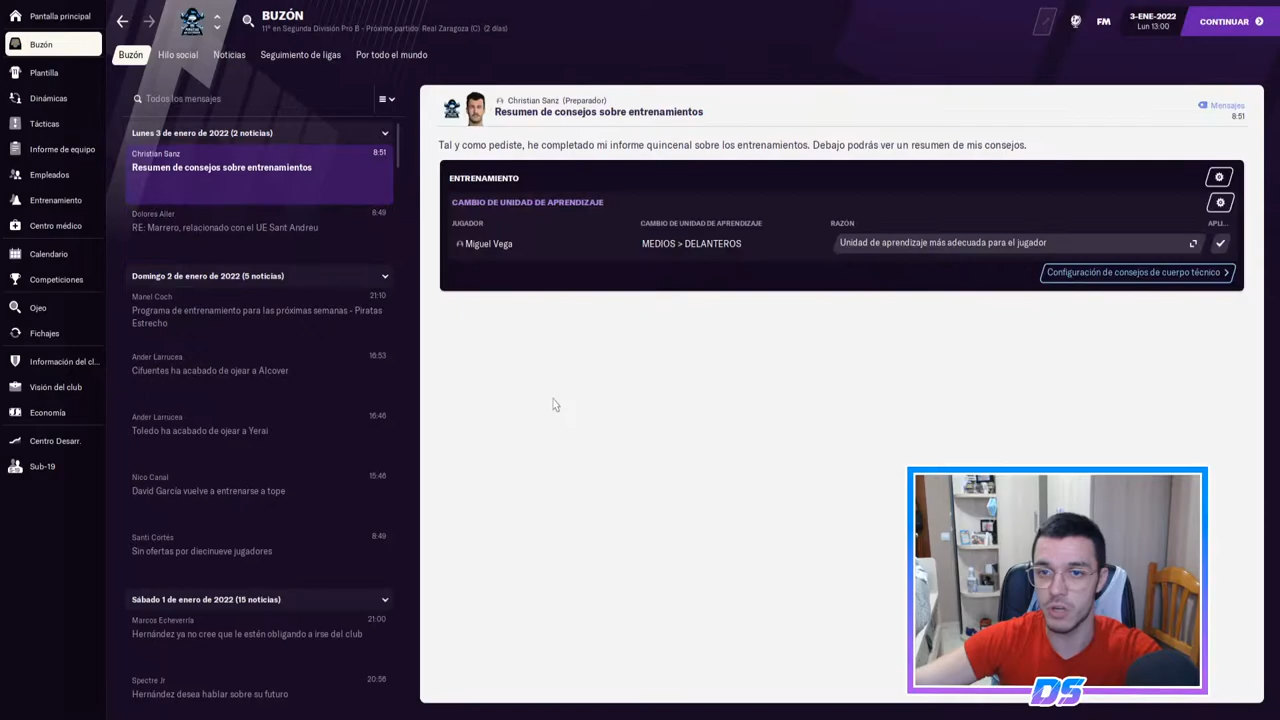 Pantalla principal
Buzón
Plantilla
Dinámicas
Tácticas
Informe de equipo
Empleados
Entrenamiento
Centro médico
Calendario
Competiciones
Ojeo
Fichajes
Información del cl...
Visión del club
Economía
Centro Desarr.
Sub-19
BUZÓN
11º en Segunda División Pro B - Próximo partido: Real Zaragoza (C) (2 días)
FM
3-ENE-2022
Lun 13:00
CONTINUAR
Buzón
Hilo social
Noticias
Seguimiento de ligas
Por todo el mundo
Todos los mensajes
Lunes 3 de enero de 2022 (2 noticias)
Christian Sanz 8:51
Resumen de consejos sobre entrenamientos
Dolores Aller 8:49
RE: Marrero, relacionado con el UE Sant Andreu
Domingo 2 de enero de 2022 (5 noticias)
Manel Coch 21:10
Programa de entrenamiento para las próximas semanas - Piratas
Estrecho
Ander Larrucea 16:53
Cifuentes ha acabado de ojear a Alcover
Ander Larrucea 16:46
Toledo ha acabado de ojear a Yerai
Nico Canal 15:46
David García vuelve a entrenarse a tope
Santi Cortés 8:49
Sin ofertas por diecinueve jugadores
Sábado 1 de enero de 2022 (15 noticias)
Marcos Echeverría 21:00
Hernández ya no cree que le estén obligando a irse del club
Spectre Jr 20:56
Hernández desea hablar sobre su futuro
Christian Sanz (Preparador)
Resumen de consejos sobre entrenamientos
Mensajes
8:51
Tal y como pediste, he completado mi informe quincenal sobre los entrenamientos. Debajo podrás ver un resumen de mis consejos.
ENTRENAMIENTO
CAMBIO DE UNIDAD DE APRENDIZAJE
JUGADOR CAMBIO DE UNIDAD DE APRENDIZAJE RAZÓN APLI...
Miguel Vega MEDIOS > DELANTEROS Unidad de aprendizaje más adecuada para el jugador
Configuración de consejos de cuerpo técnico
DS